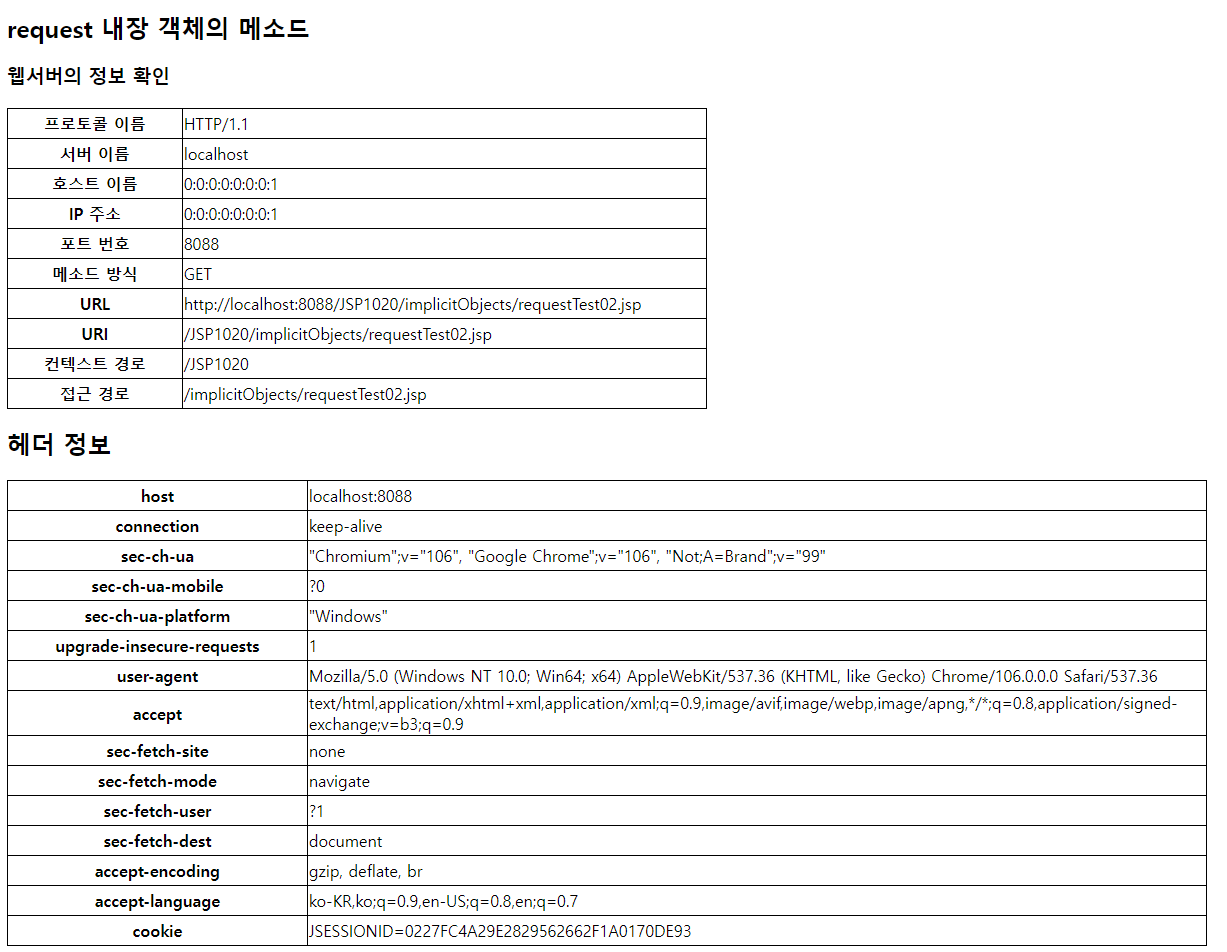 request 내장 객체의 메소드
웹서버의 정보 확인
프로토콜 이름 HTTP/1.1
서버 이름 localhost
호스트 이름 0:0:0:0:0:0:0:1
IP 주소 0:0:0:0:0:0:0:1
포트 번호 8088
메소드 방식 GET
URL http://localhost:8088/JSP1020/implicitObjects/requestTest02.jsp
URI /JSP1020/implicitObjects/requestTest02.jsp
컨텍스트 경로 /JSP1020
접근 경로 /implicitObjects/requestTest02.jsp
헤더 정보
host localhost:8088
connection keep-alive
sec-ch-ua "Chromium";v="106", "Google Chrome";v="106", "Not;A=Brand";v="99"
sec-ch-ua-mobile ?0
sec-ch-ua-platform "Windows"
upgrade-insecure-requests 1
user-agent Mozilla/5.0 (Windows NT 10.0; Win64; x64) AppleWebKit/537.36 (KHTML, like Gecko) Chrome/106.0.0.0 Safari/537.36
accept text/html,application/xhtml+xml,application/xml;q=0.9,image/avif,image/webp,image/apng,*/*;q=0.8,application/signed-
exchange;v=b3;q=0.9
sec-fetch-site none
sec-fetch-mode navigate
sec-fetch-user ?1
sec-fetch-dest document
accept-encoding gzip, deflate, br
accept-language ko-KR,ko;q=0.9,en-US;q=0.8,en;q=0.7
cookie JSESSIONID=0227FC4A29E2829562662F1A0170DE93